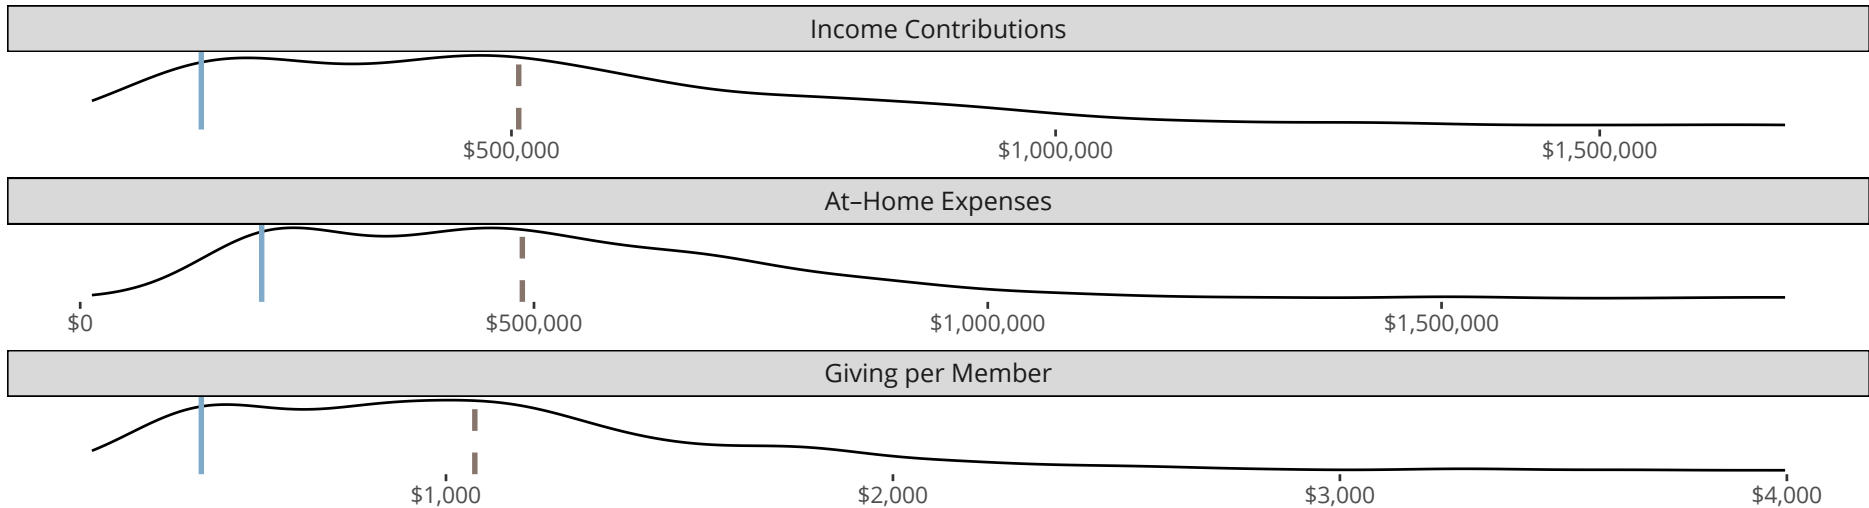 Income Contributions
$500,000 $1,000,000 $1,500,000
At–Home Expenses
$0 $500,000 $1,000,000 $1,500,000
Giving per Member
$1,000 $2,000 $3,000 $4,000